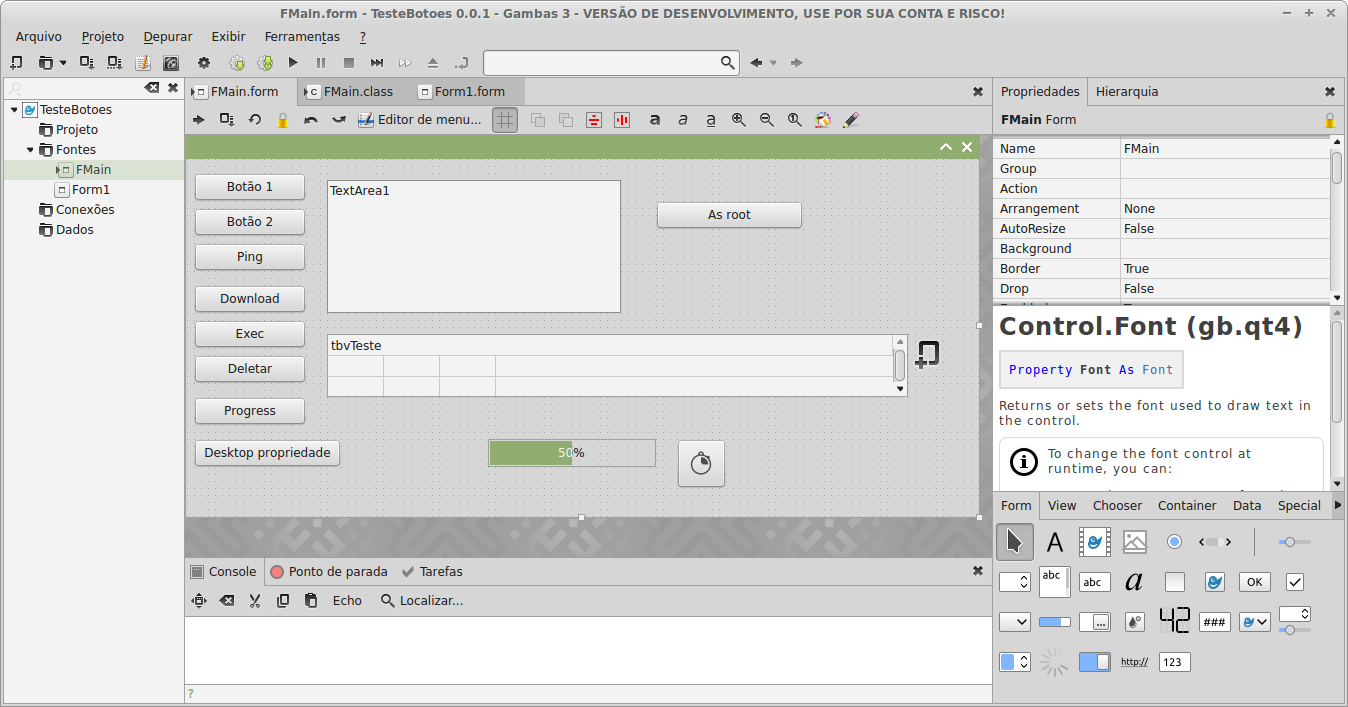 FMain.form - TesteBotoes 0.0.1 - Gambas 3 - VERSÃO DE DESENVOLVIMENTO, USE POR SUA CONTA E RISCO!
Arquivo Projeto Depurar Exibir Ferramentas ?
FMain.form FMain.class Form1.form
Editor de menu...
TesteBotoes
Projeto
Fontes
FMain
Form1
Conexões
Dados
Botão 1
Botão 2
Ping
Download
Exec
Deletar
Progress
Desktop propriedade
TextArea1
As root
tbvTeste
50%
Console Ponto de parada Tarefas
Echo Localizar...
?
Propriedades Hierarquia
FMain Form
Name FMain
Group
Action
Arrangement None
AutoResize False
Background
Border True
Drop False
Control.Font (gb.qt4)
Property Font As Font
Returns or sets the font used to draw text in
the control.
To change the font control at
runtime, you can:
Form View Chooser Container Data Special
A
abc abc a OK
... 42 ###
http:// 123